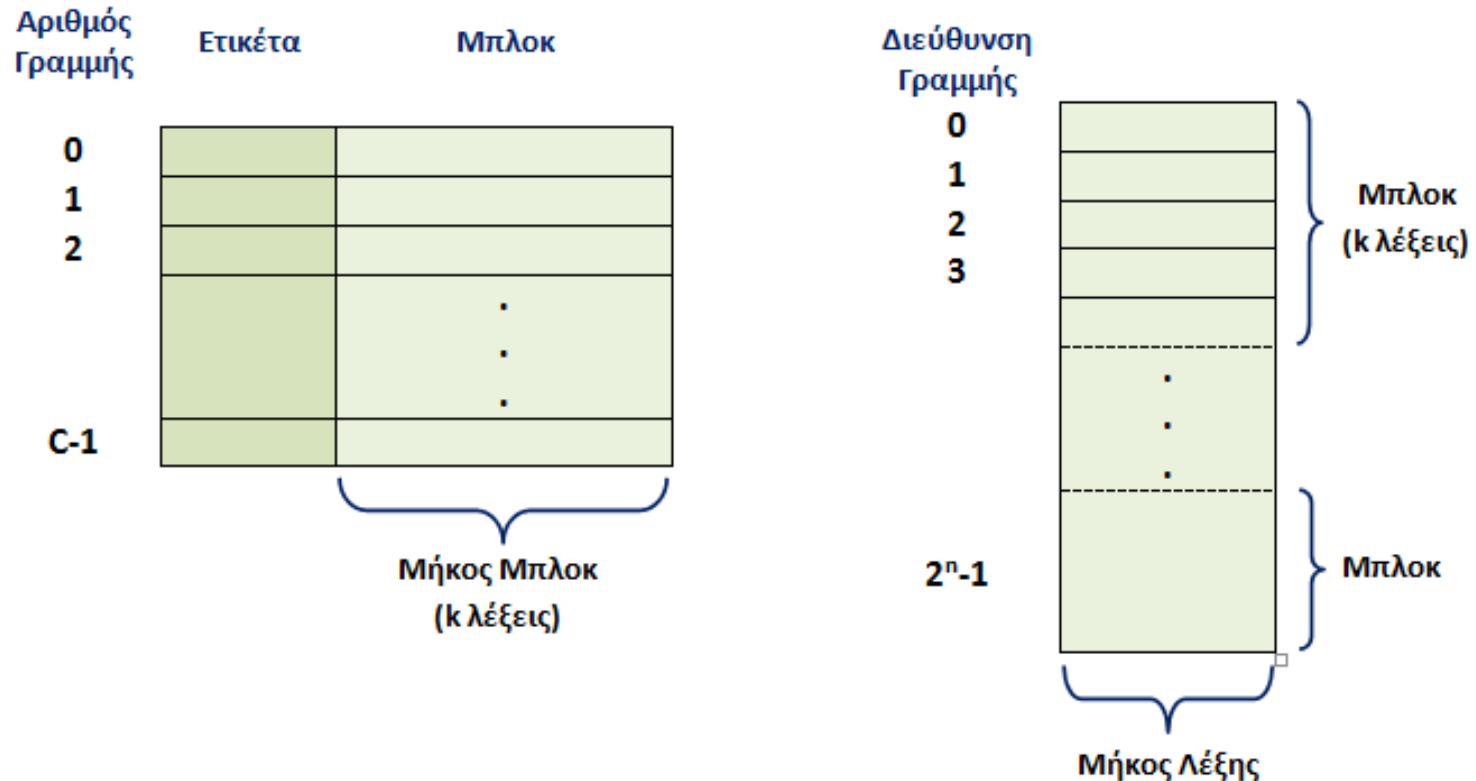 Αριθμός
Γραμμής
Ετικέτα
Μπλοκ
0
1
2
.
.
.
C-1
Μήκος Μπλοκ
(k λέξεις)
Διεύθυνση
Γραμμής
0
1
2
3
.
.
.
2ⁿ-1
Μπλοκ
(k λέξεις)
Μπλοκ
Μήκος Λέξης